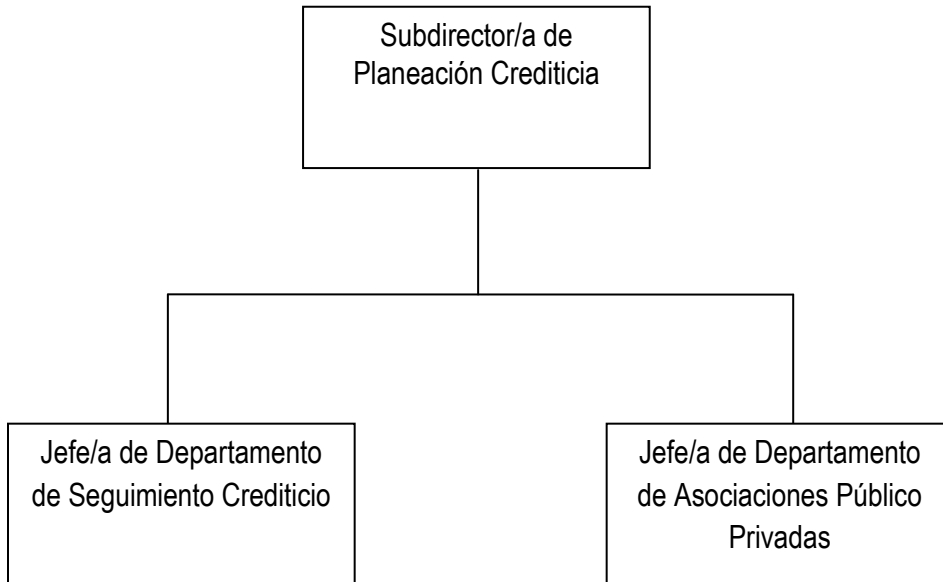 Subdirector/a de
Planeación Crediticia
Jefe/a de Departamento
de Seguimiento Crediticio
Jefe/a de Departamento
de Asociaciones Público
Privadas